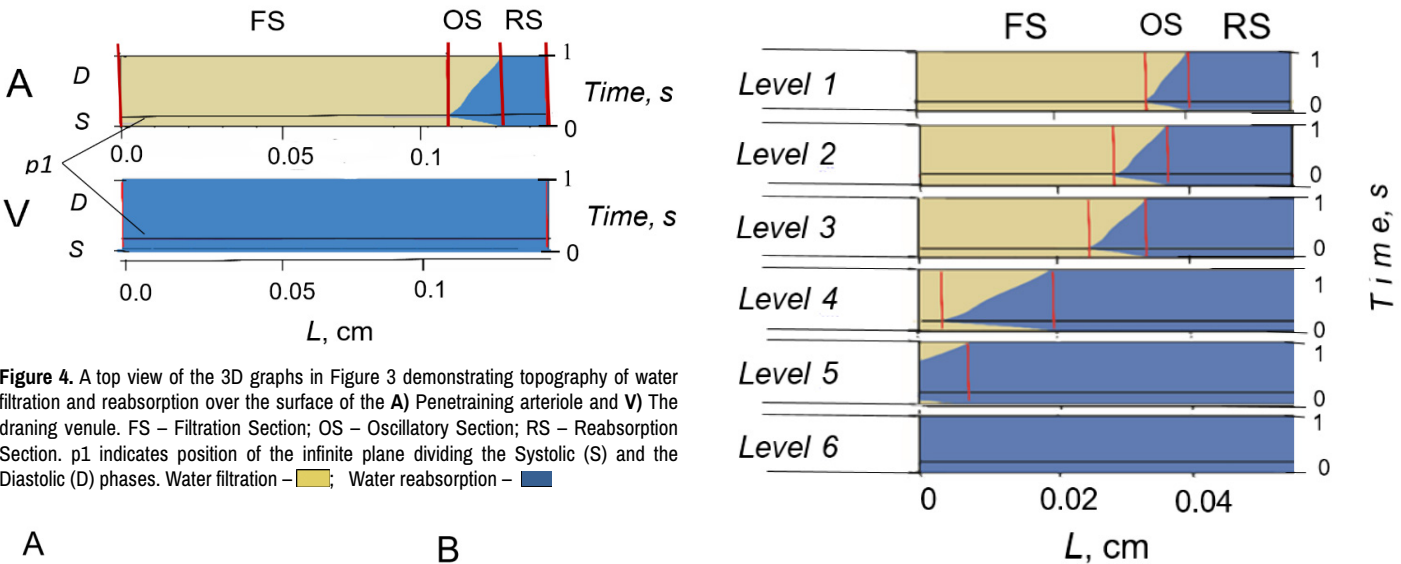 FS OS RS
A
D
S
1
0
Time, s
0.0 0.05 0.1
p1
V
D
S
1
0
Time, s
0.0 0.05 0.1
L, cm
Figure 4. A top view of the 3D graphs in Figure 3 demonstrating topography of water
filtration and reabsorption over the surface of the A) Penetraining arteriole and V) The
draning venule. FS – Filtration Section; OS – Oscillatory Section; RS – Reabsorption
Section. p1 indicates position of the infinite plane dividing the Systolic (S) and the
Diastolic (D) phases. Water filtration – ; Water reabsorption –
A B
FS OS RS
Level 1 1
0
Level 2 1
0
Level 3 1
0
Level 4 1
0
Level 5 1
0
Level 6 1
0
Time, s
0 0.02 0.04
L, cm